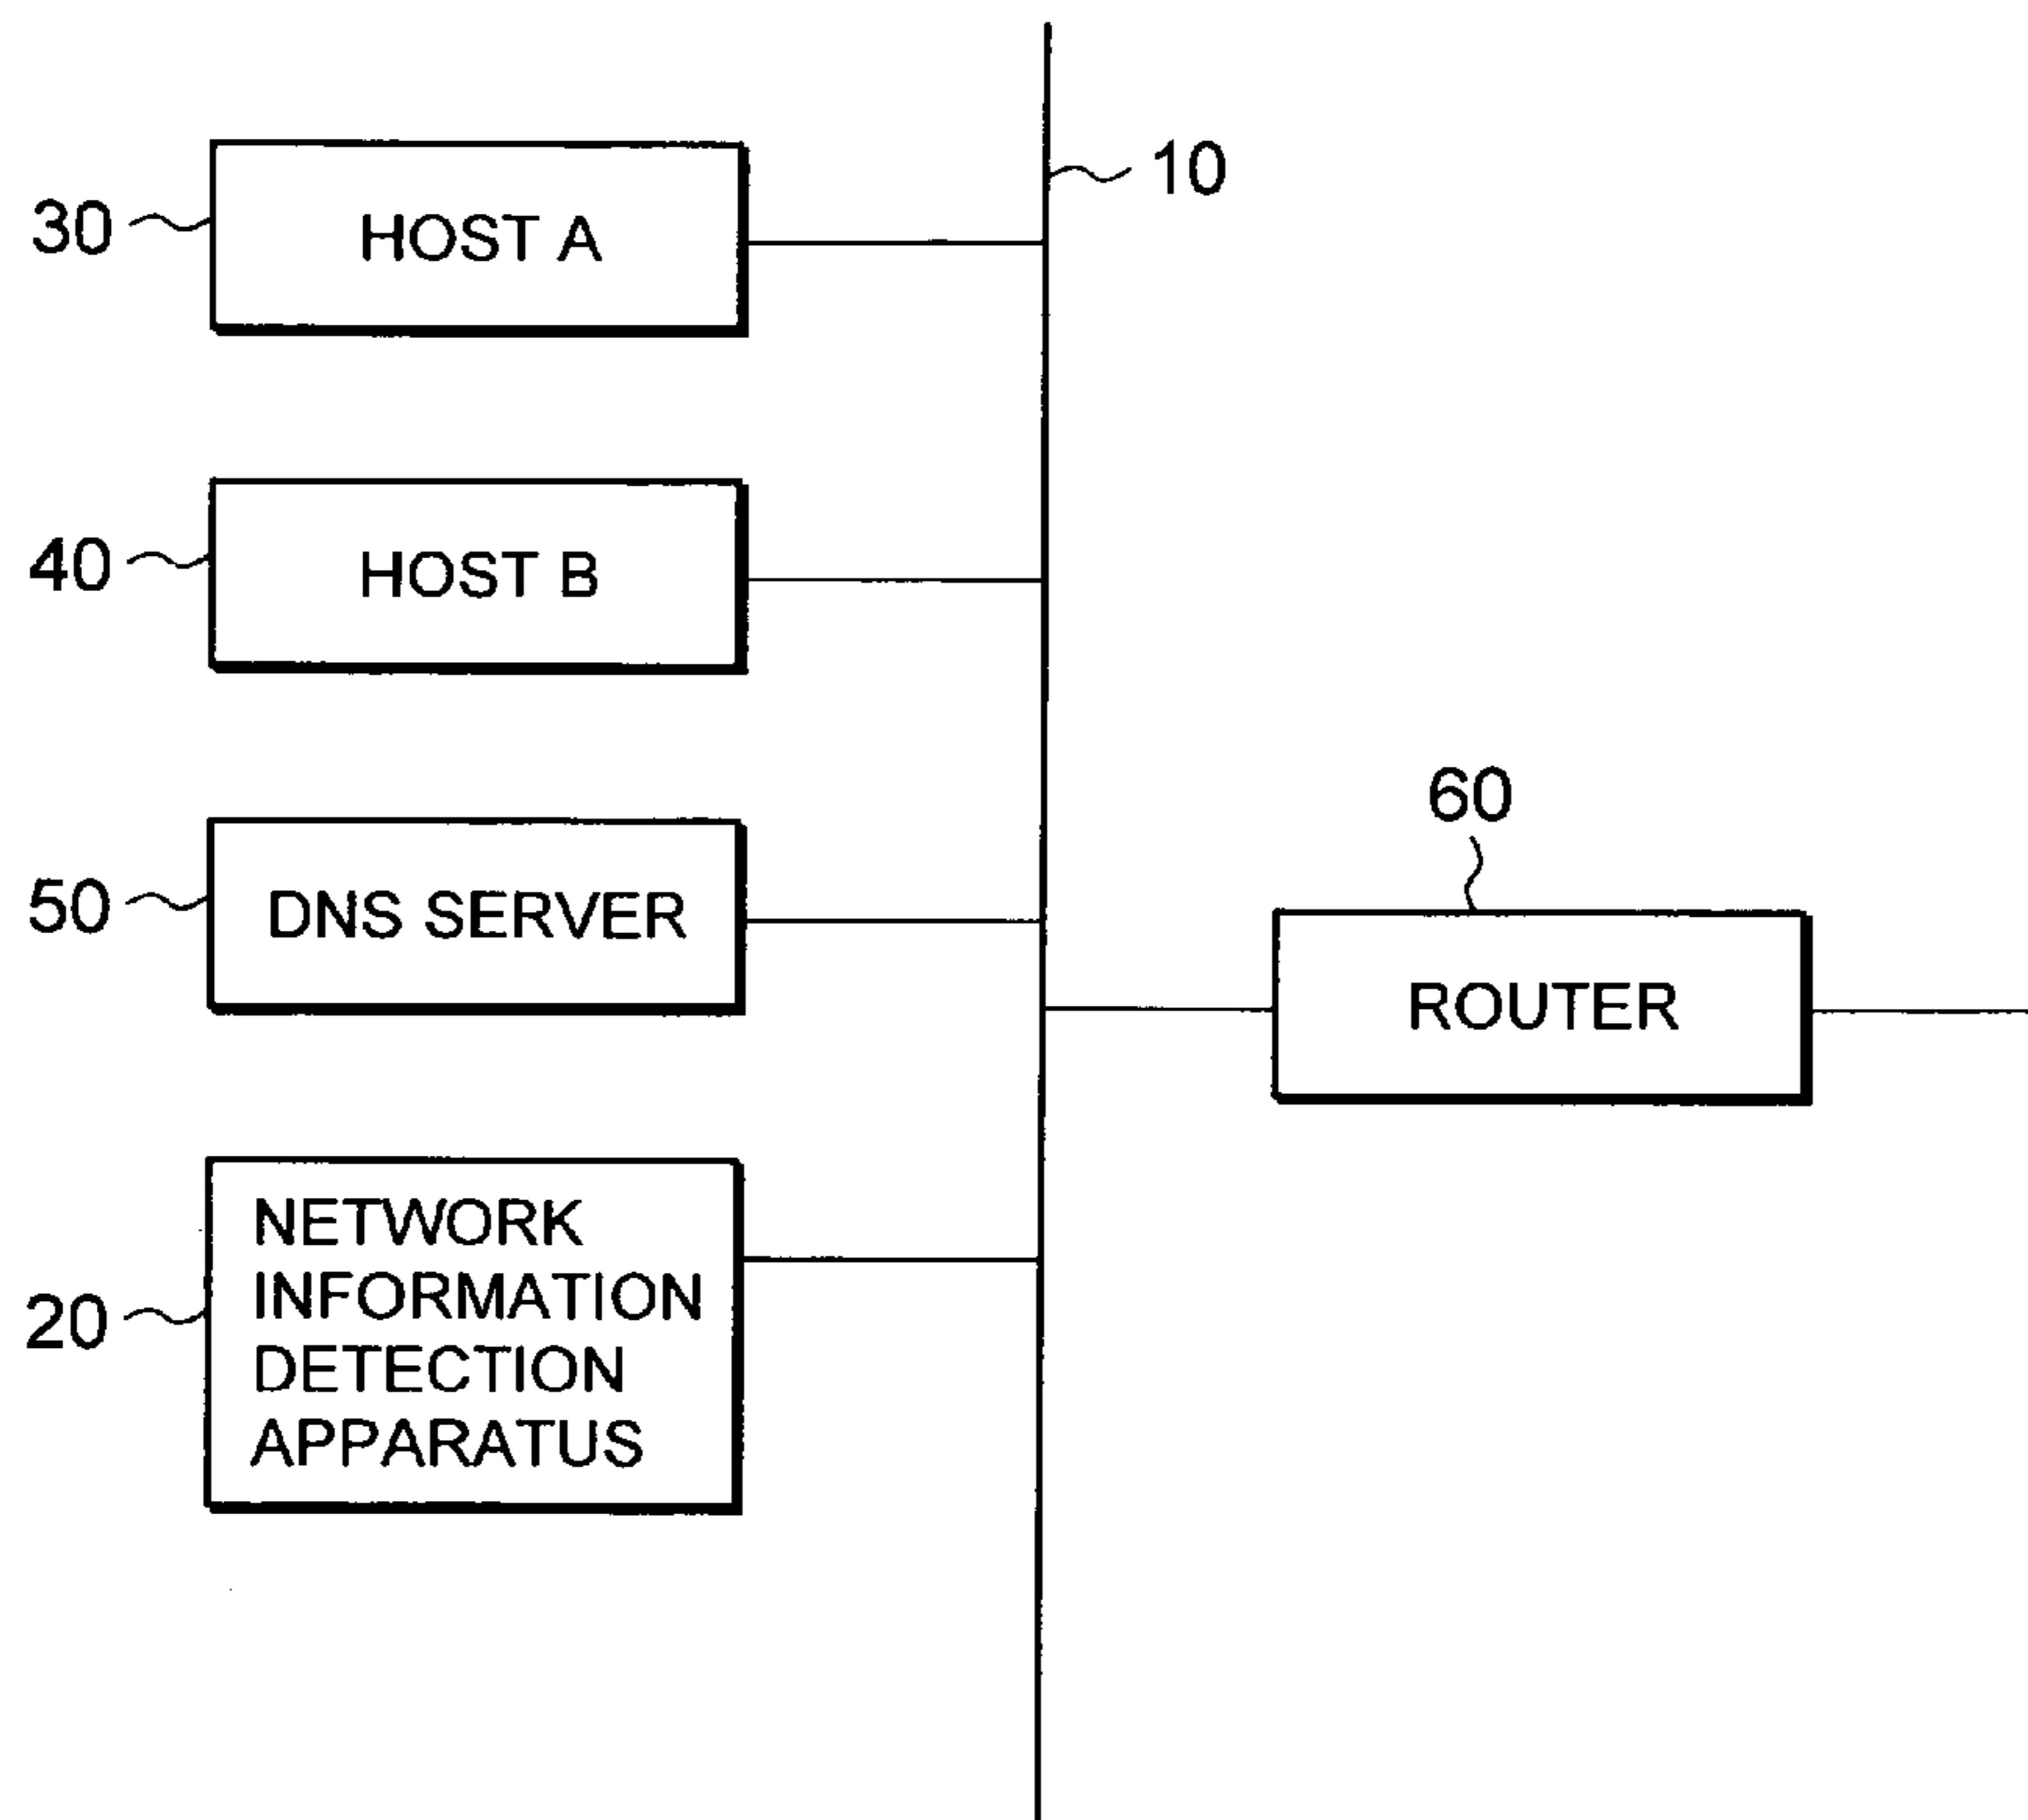 10
30
HOST A
40
HOST B
60
50
DNS SERVER
ROUTER
20
NETWORK
INFORMATION
DETECTION
APPARATUS